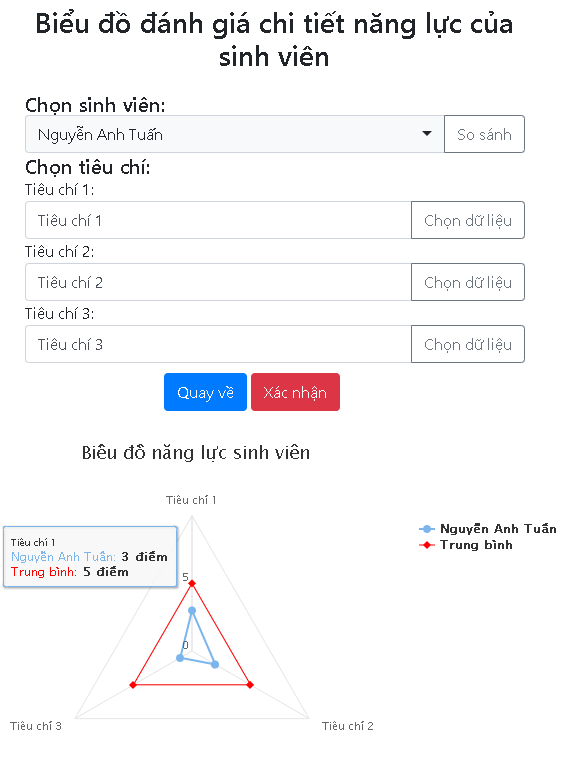 Biểu đồ đánh giá chi tiết năng lực của
sinh viên
Chọn sinh viên:
Nguyễn Anh Tuấn
So sánh
Chọn tiêu chí:
Tiêu chí 1:
Tiêu chí 1
Chọn dữ liệu
Tiêu chí 2:
Tiêu chí 2
Chọn dữ liệu
Tiêu chí 3:
Tiêu chí 3
Chọn dữ liệu
Quay về
Xác nhận
Biểu đồ năng lực sinh viên
Tiêu chí 1
Nguyễn Anh Tuấn
Trung bình
Tiêu chí 1
Nguyễn Anh Tuấn: 3 điểm
Trung bình: 5 điểm
5
0
Tiêu chí 3
Tiêu chí 2